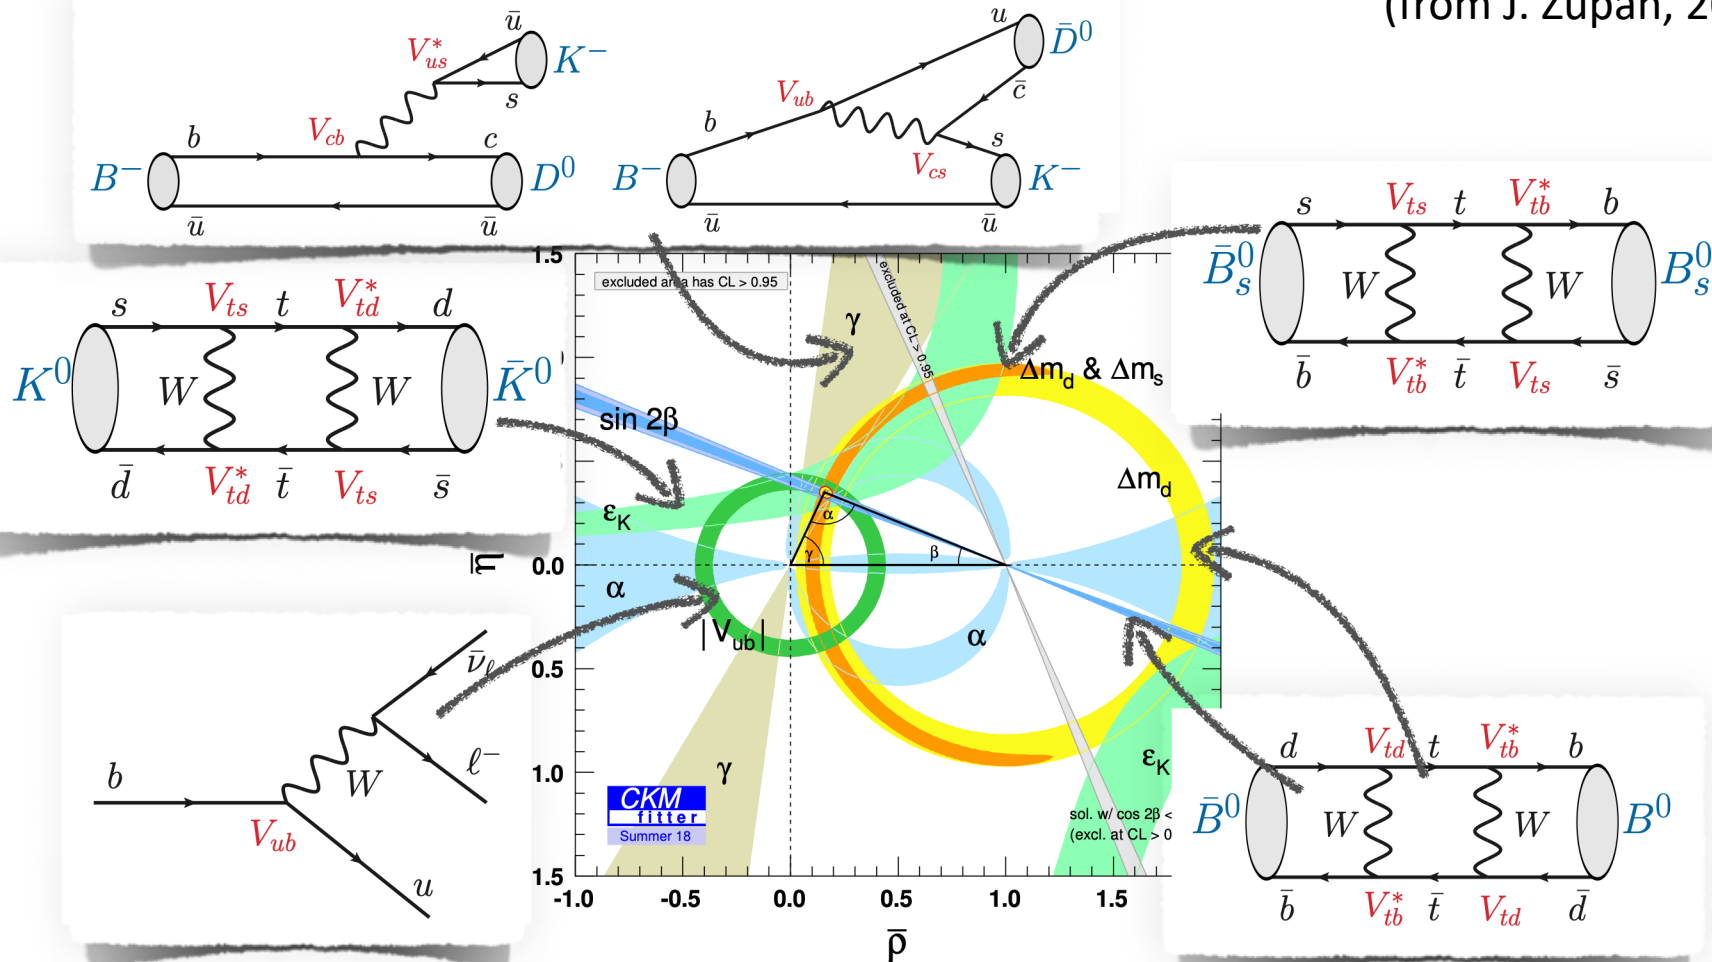 (from J. Zupan, 20
ū
V*us
K⁻
s
b
V_cb
c
B⁻
D⁰
ū
ū
u
D̄⁰
V_ub
c̄
b
s
V_cs
B⁻
K⁻
ū
ū
s
V_ts
t
V*_tb
b
B̄⁰_s
W
W
B⁰_s
b̄
V*_tb
t̄
V_ts
s̄
s
V_ts
t
V*_td
d
K⁰
W
W
K̄⁰
d̄
V*_td
t̄
V_ts
s̄
excluded area has CL > 0.95
excluded at CL > 0.95
γ
Δm_d & Δm_s
sin 2β
Δm_d
ε_K
α
γ
β
α
|V_ub|
α
γ
ε_K
sol. w/ cos 2β <
(excl. at CL > 0
CKM
fitter
Summer 18
1.5
0.0
0.5
1.0
1.5
η̄
-1.0
-0.5
0.0
0.5
1.0
1.5
ρ̄
b
V_ub
W
ν̄_ℓ
ℓ⁻
u
d
V_td
t
V*_tb
b
B̄⁰
W
W
B⁰
b̄
V*_tb
t̄
V_td
d̄